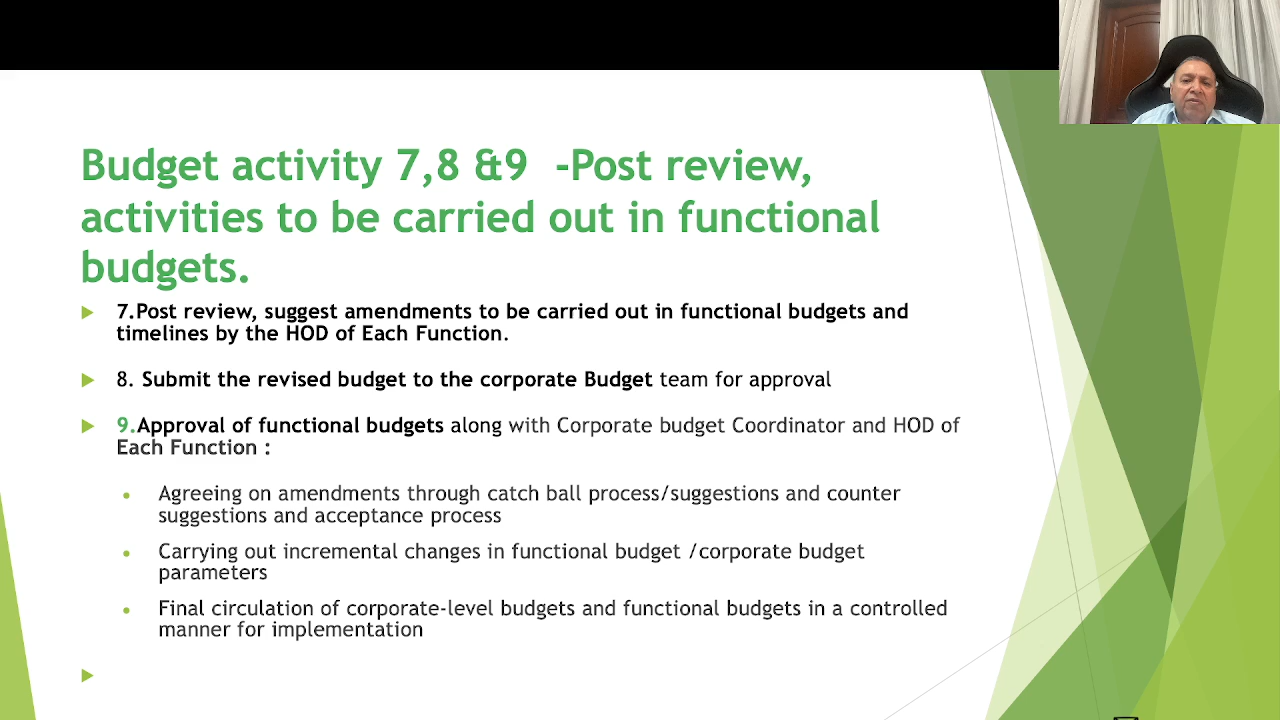 Budget activity 7,8 &9 -Post review,
activities to be carried out in functional
budgets.
7.Post review, suggest amendments to be carried out in functional budgets and
timelines by the HOD of Each Function.
8. Submit the revised budget to the corporate Budget team for approval
9.Approval of functional budgets along with Corporate budget Coordinator and HOD of
Each Function :
Agreeing on amendments through catch ball process/suggestions and counter
suggestions and acceptance process
Carrying out incremental changes in functional budget /corporate budget
parameters
Final circulation of corporate-level budgets and functional budgets in a controlled
manner for implementation